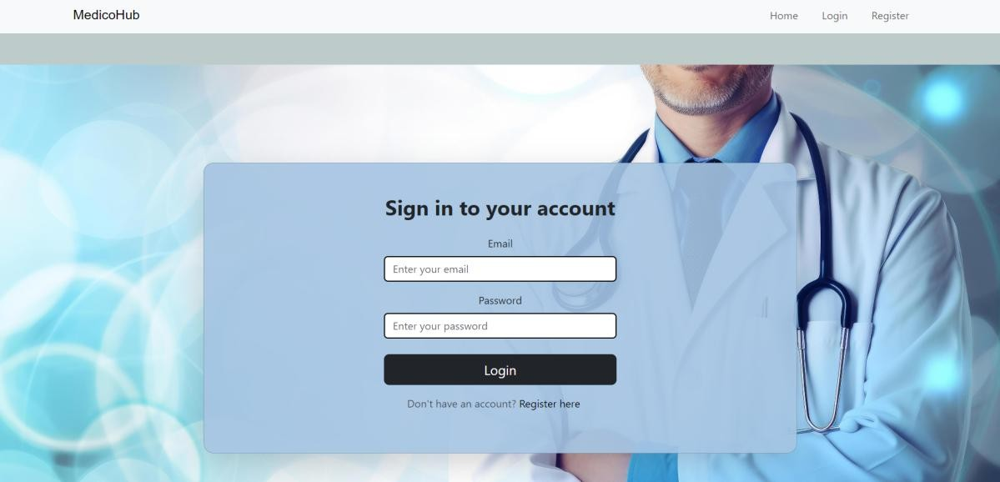 MedicoHub
Home Login Register
Sign in to your account
Email
Enter your email
Password
Enter your password
Login
Don't have an account? Register here